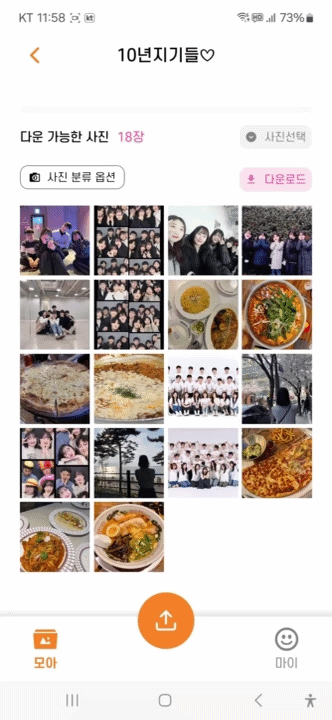 KT 11:58 kt 73%
10년지기들♡
다운 가능한 사진 18장
사진선택
사진 분류 옵션
다운로드
모아
마이